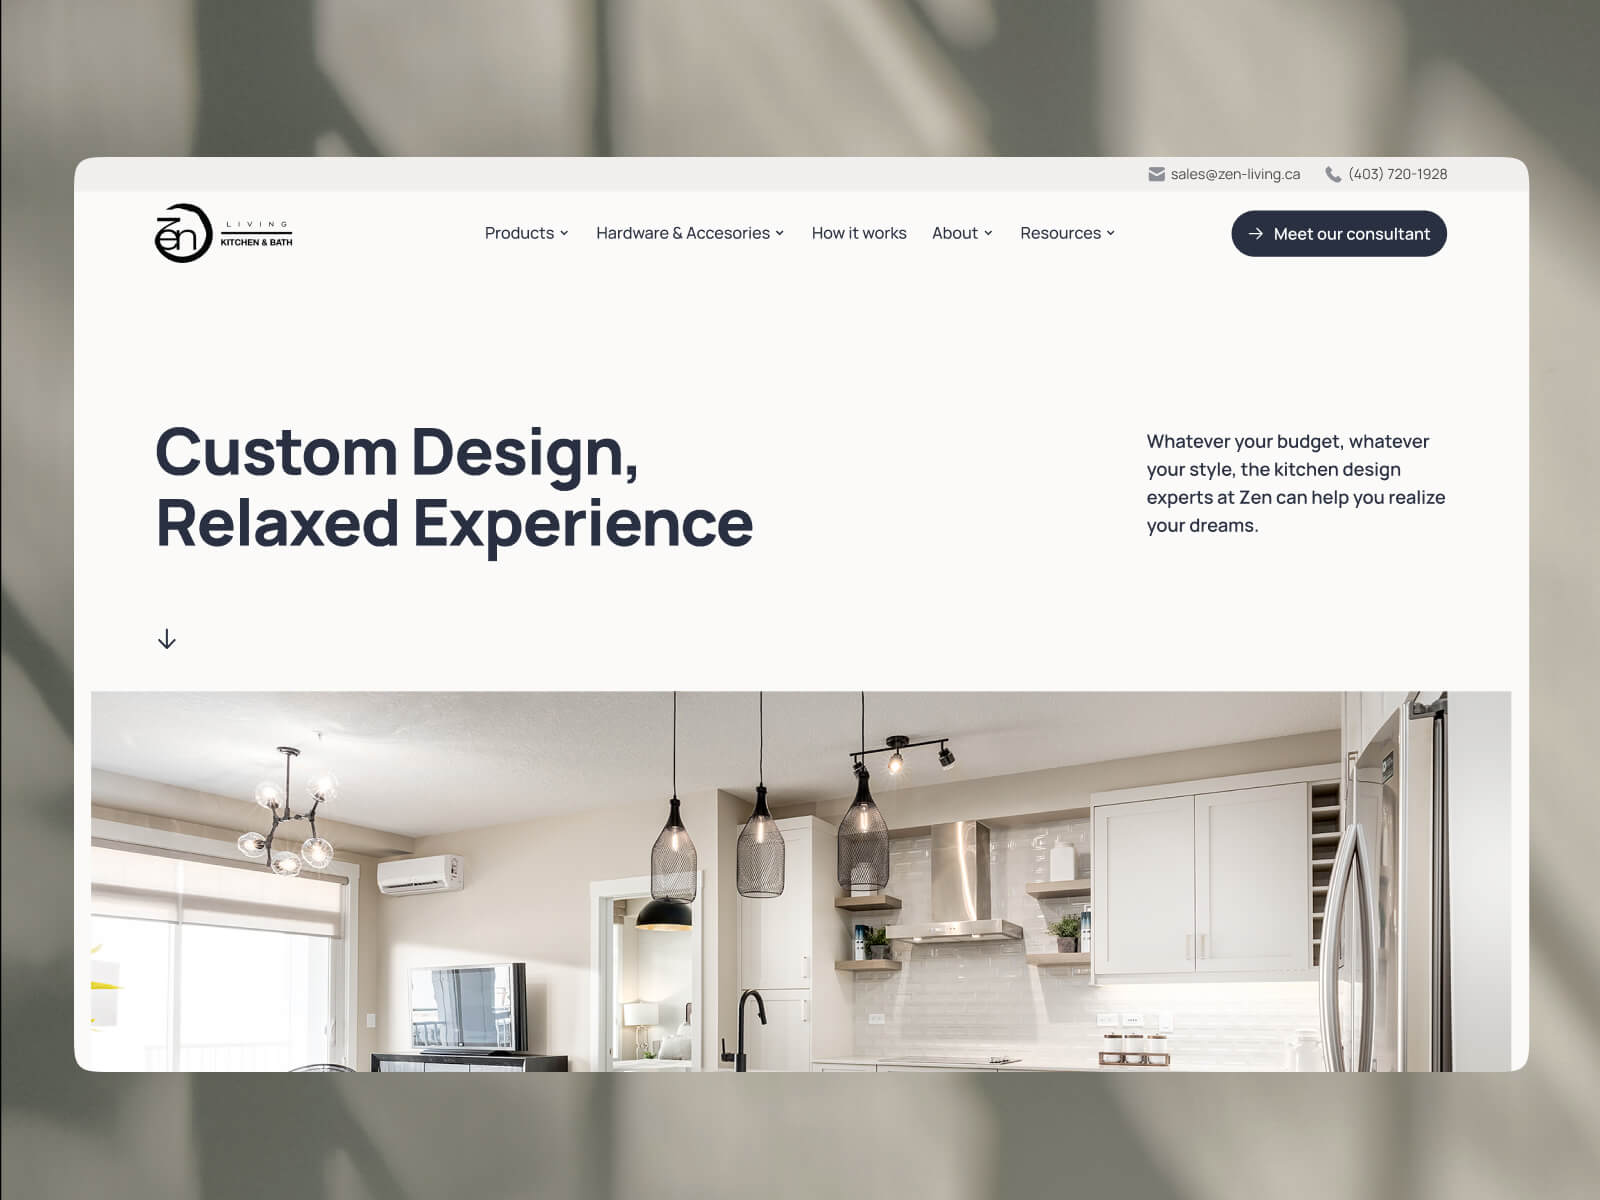 sales@zen-living.ca (403) 720-1928
zen
LIVING
KITCHEN & BATH
Products Hardware & Accesories How it works About Resources Meet our consultant
Custom Design,
Relaxed Experience
Whatever your budget, whatever
your style, the kitchen design
experts at Zen can help you realize
your dreams.